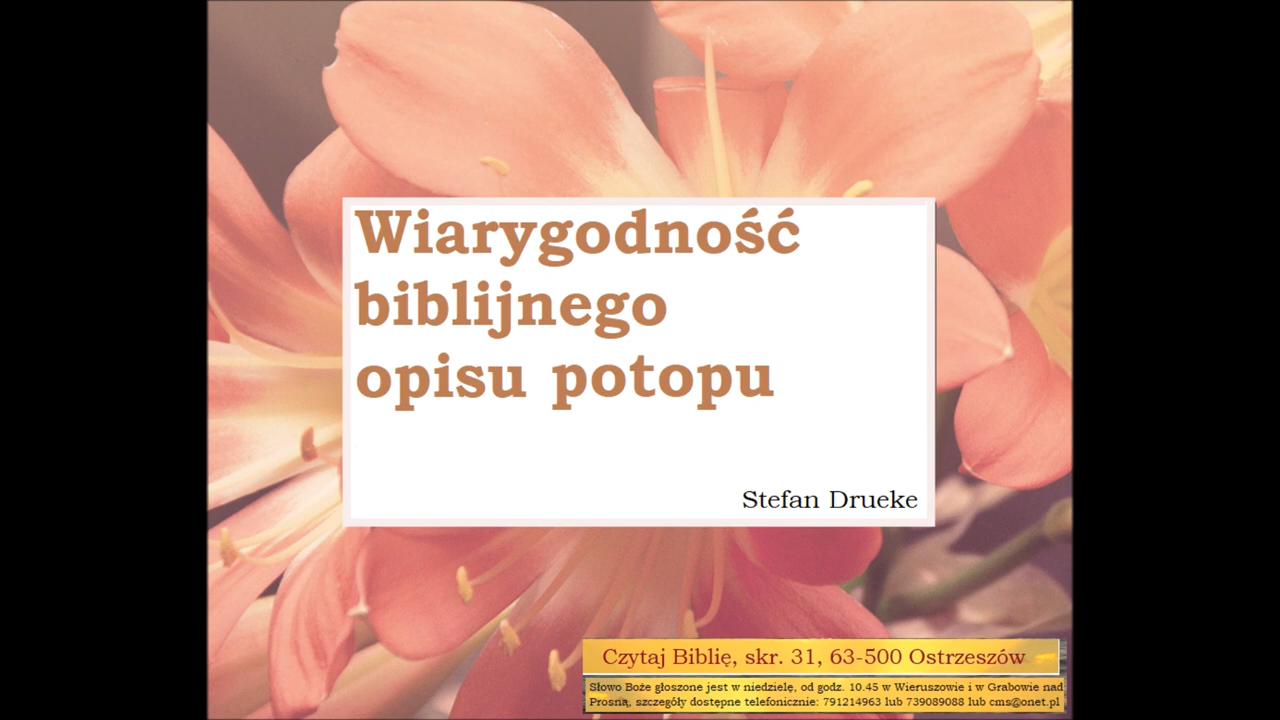 Wiarygodność
biblijnego
opisu potopu
Stefan Drueke
Czytaj Biblię, skr. 31, 63-500 Ostrzeszów
Słowo Boże głoszone jest w niedzielę, od godz. 10.45 w Wieruszowie i w Grabowie nad
Prosną, szczegóły dostępne telefonicznie: 791214963 lub 739089088 lub cms@onet.pl